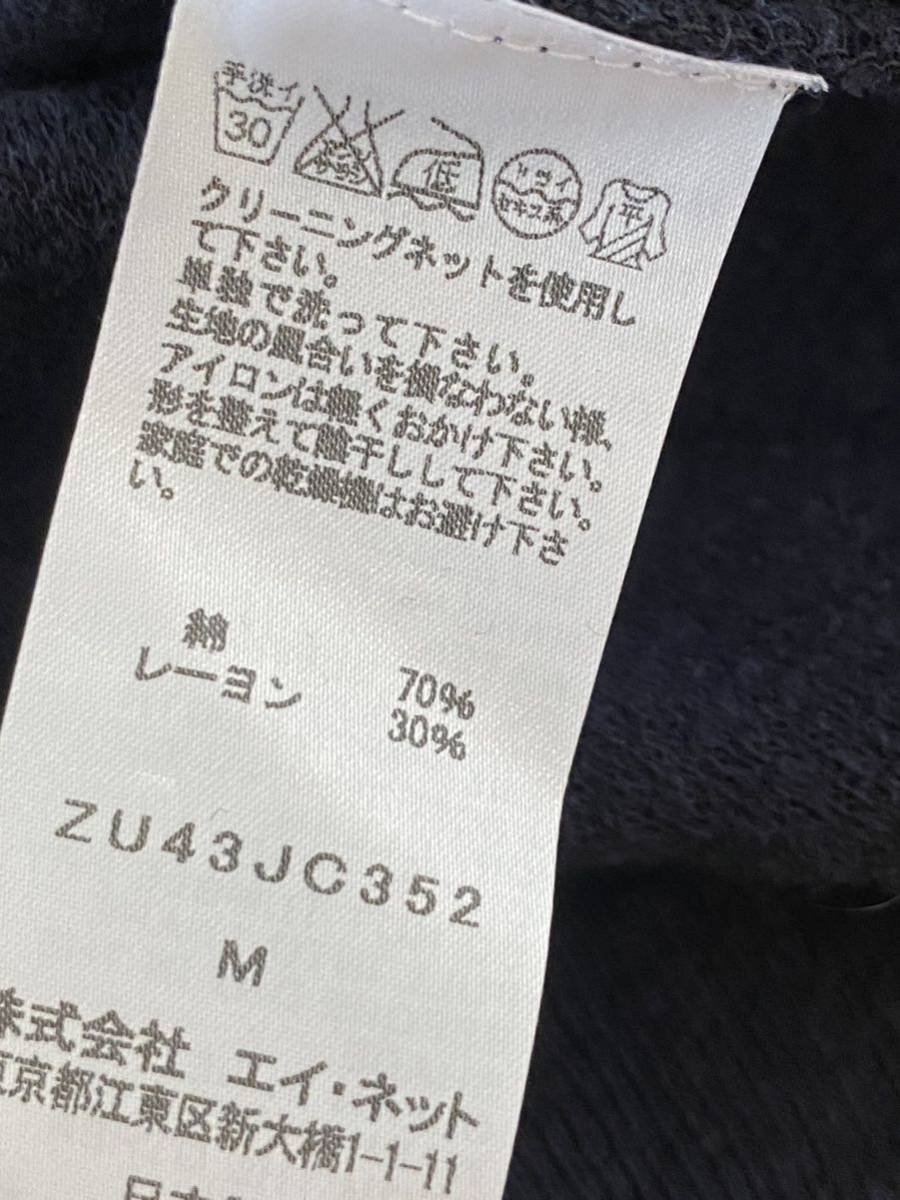 手洗イ
30
エンソ
サラシ
低
ドライ
セキユ系
平
クリーニングネットを使用し
て下さい。
単独で洗って下さい。
生地の風合いを損なわない様、
アイロンは軽くおかけ下さい。
形を整えて陰干しして下さい。
家庭での乾燥機はお避け下さ
い。
綿 70%
レーヨン 30%
ZU43JC352
M
株式会社 エイ・ネット
東京都江東区新大橋1-1-11